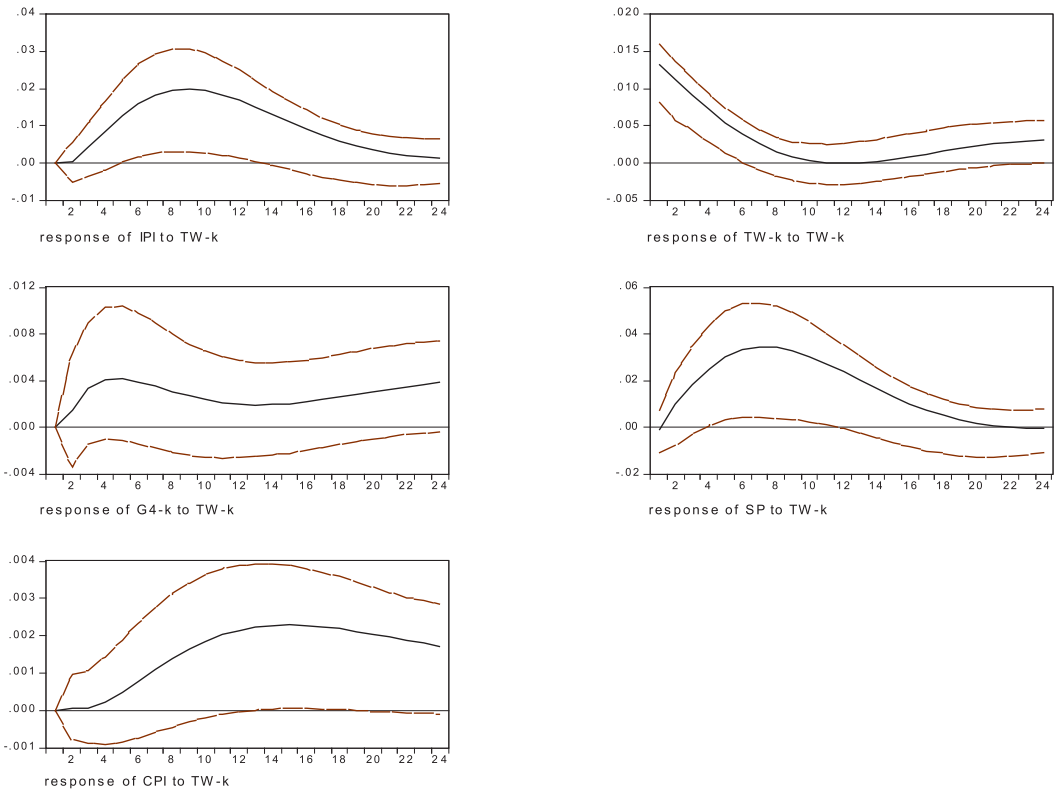 .04
.03
.02
.01
.00
-.01
2 4 6 8 10 12 14 16 18 20 22 24
response of IPI to TW-k
.020
.015
.010
.005
.000
-.005
2 4 6 8 10 12 14 16 18 20 22 24
response of TW-k to TW-k
.012
.008
.004
.000
-.004
2 4 6 8 10 12 14 16 18 20 22 24
response of G4-k to TW-k
.06
.04
.02
.00
-.02
2 4 6 8 10 12 14 16 18 20 22 24
response of SP to TW-k
.004
.003
.002
.001
.000
-.001
2 4 6 8 10 12 14 16 18 20 22 24
response of CPI to TW-k